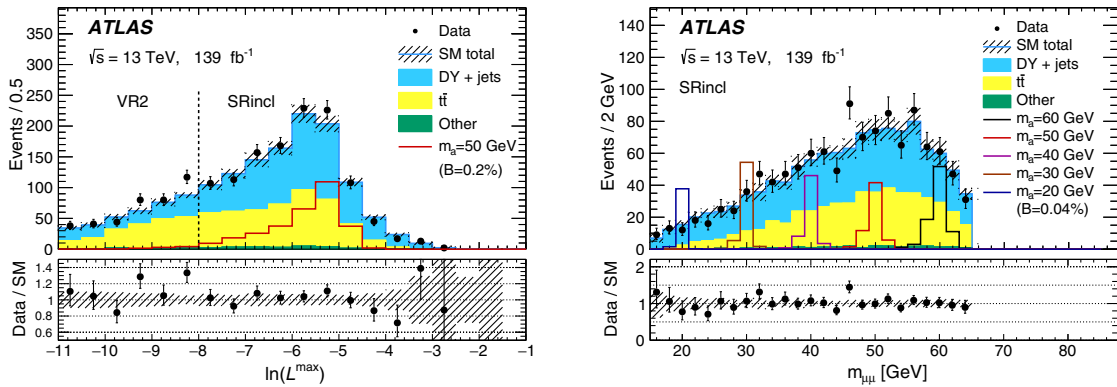 ATLAS
√s = 13 TeV, 139 fb⁻¹
VR2
SRincl
Data
SM total
DY + jets
tt̄
Other
mₐ=50 GeV
(B=0.2%)
Events / 0.5
350
300
250
200
150
100
50
0
Data / SM
1.4
1.2
1
0.8
0.6
−11 −10 −9 −8 −7 −6 −5 −4 −3 −2 −1
ln(Lᵐᵃˣ)
ATLAS
√s = 13 TeV, 139 fb⁻¹
SRincl
Data
SM total
DY + jets
tt̄
Other
mₐ=60 GeV
mₐ=50 GeV
mₐ=40 GeV
mₐ=30 GeV
mₐ=20 GeV
(B=0.04%)
Events / 2 GeV
140
120
100
80
60
40
20
0
Data / SM
2
1
0
20 30 40 50 60 70 80
m_μμ [GeV]